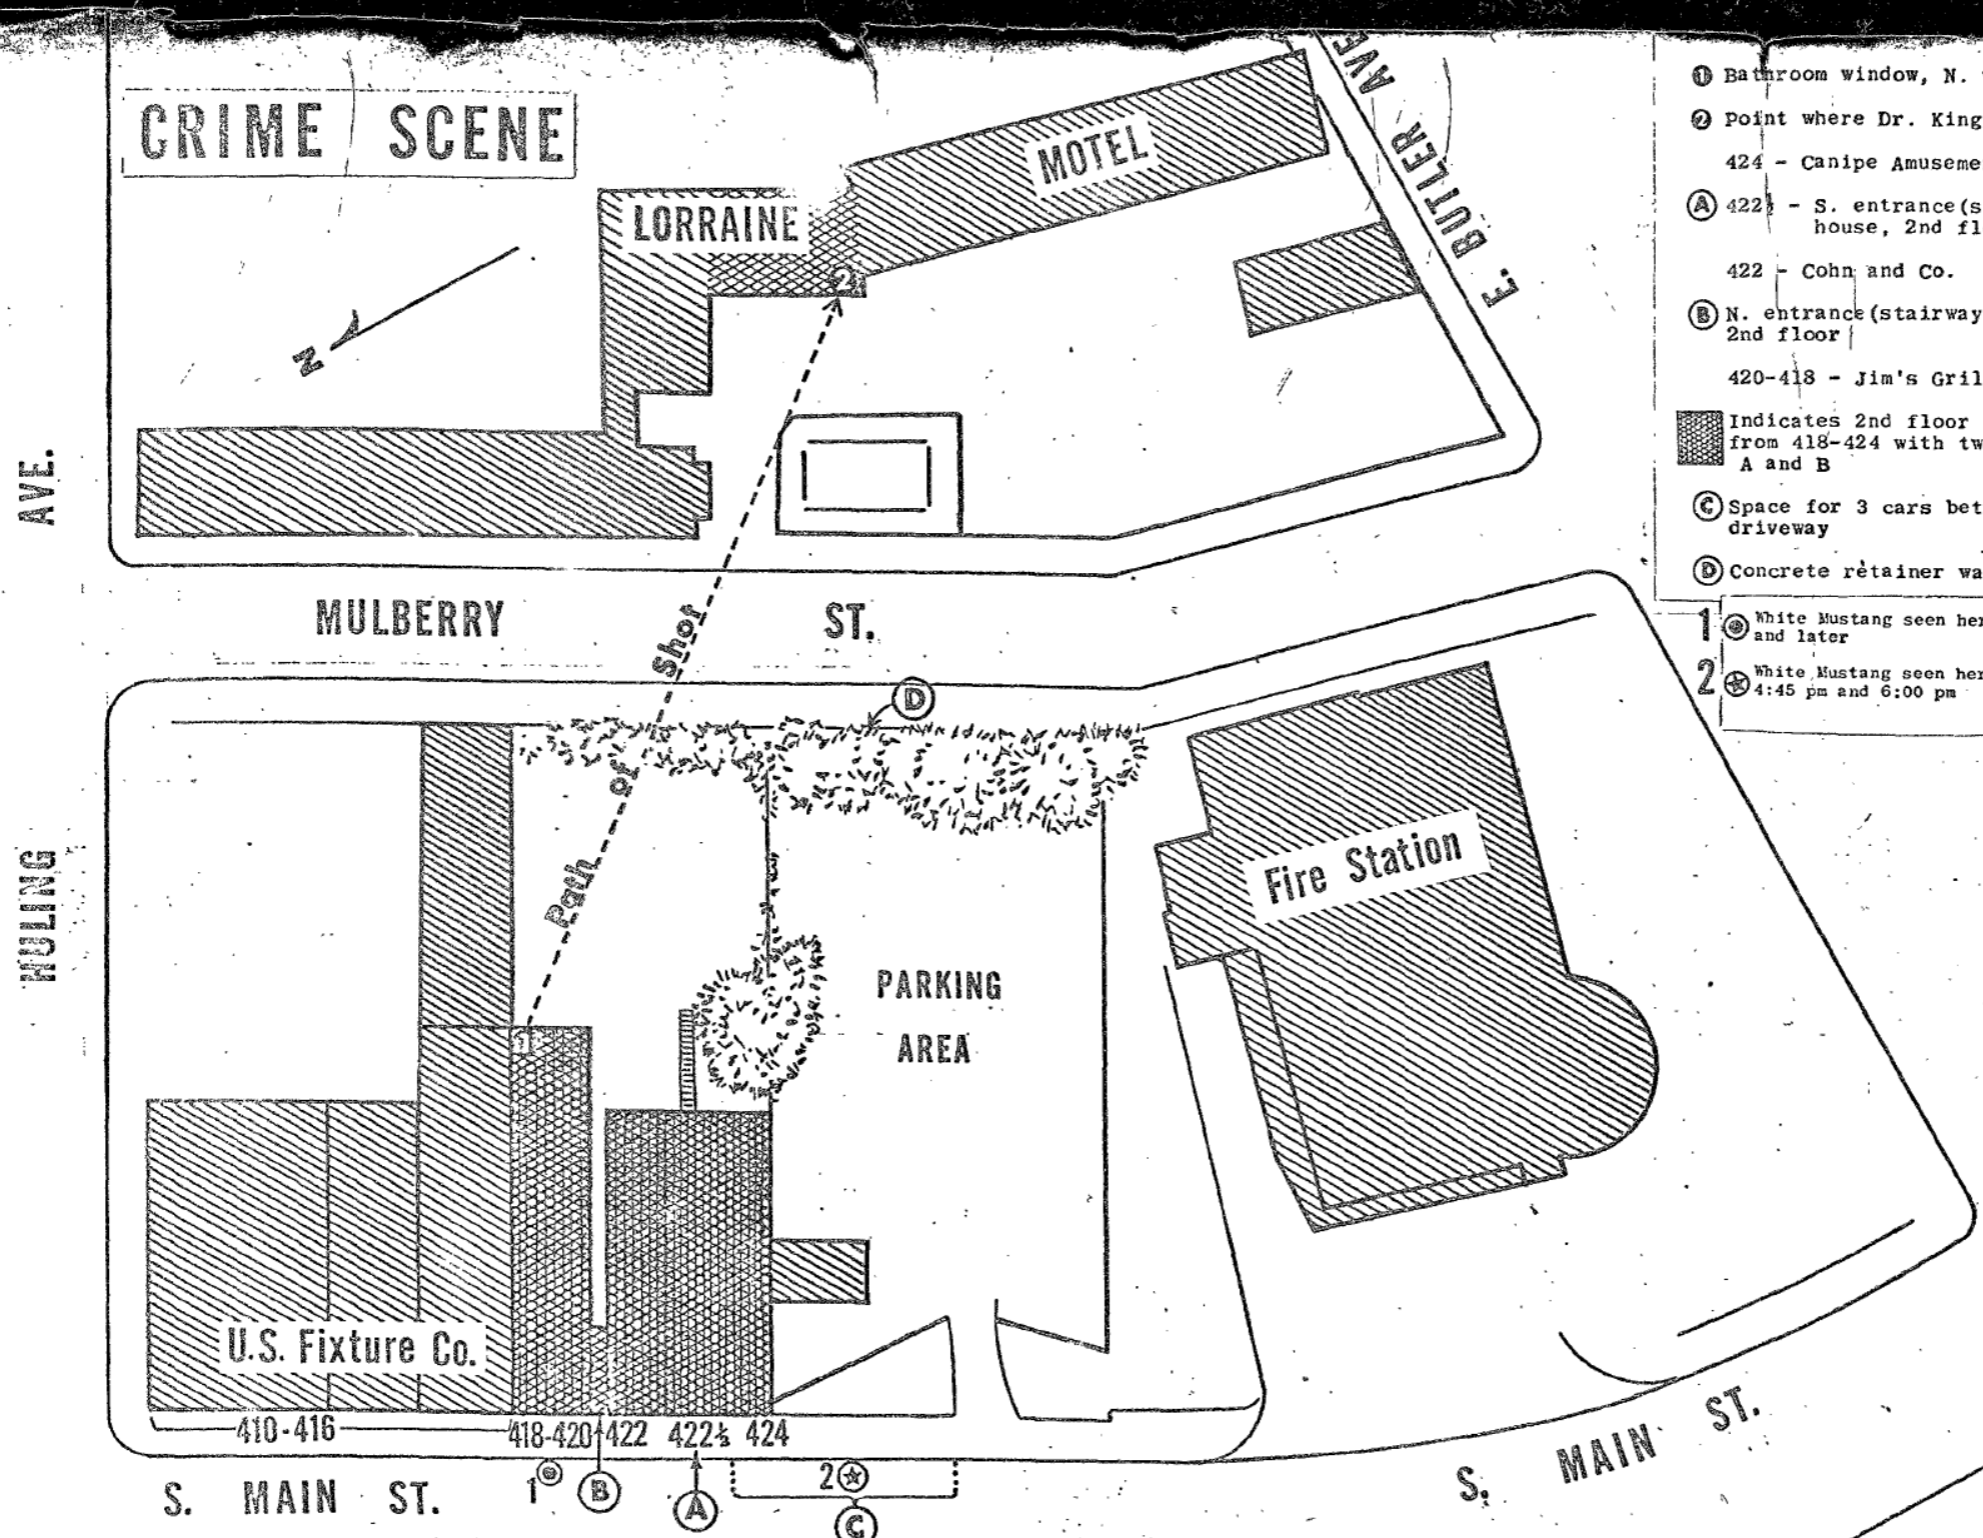 CRIME SCENE
MOTEL
LORRAINE
2
N
E. BUTLER AVE
AVE.
HULING
MULBERRY ST.
Path of shot
D
1
Fire Station
PARKING
AREA
U.S. Fixture Co.
410-416
418-420
422
422½
424
S. MAIN ST.
1
B
A
2
C
S. MAIN ST.
1 Bathroom window, N.
2 Point where Dr. King
424 - Canipe Amuseme
A 422½ - S. entrance(s
house, 2nd fl
422 - Cohn and Co.
B N. entrance(stairway
2nd floor
420-418 - Jim's Gril
Indicates 2nd floor
from 418-424 with tw
A and B
C Space for 3 cars bet
driveway
D Concrete retainer wa
1 White Mustang seen her
and later
2 White Mustang seen her
4:45 pm and 6:00 pm